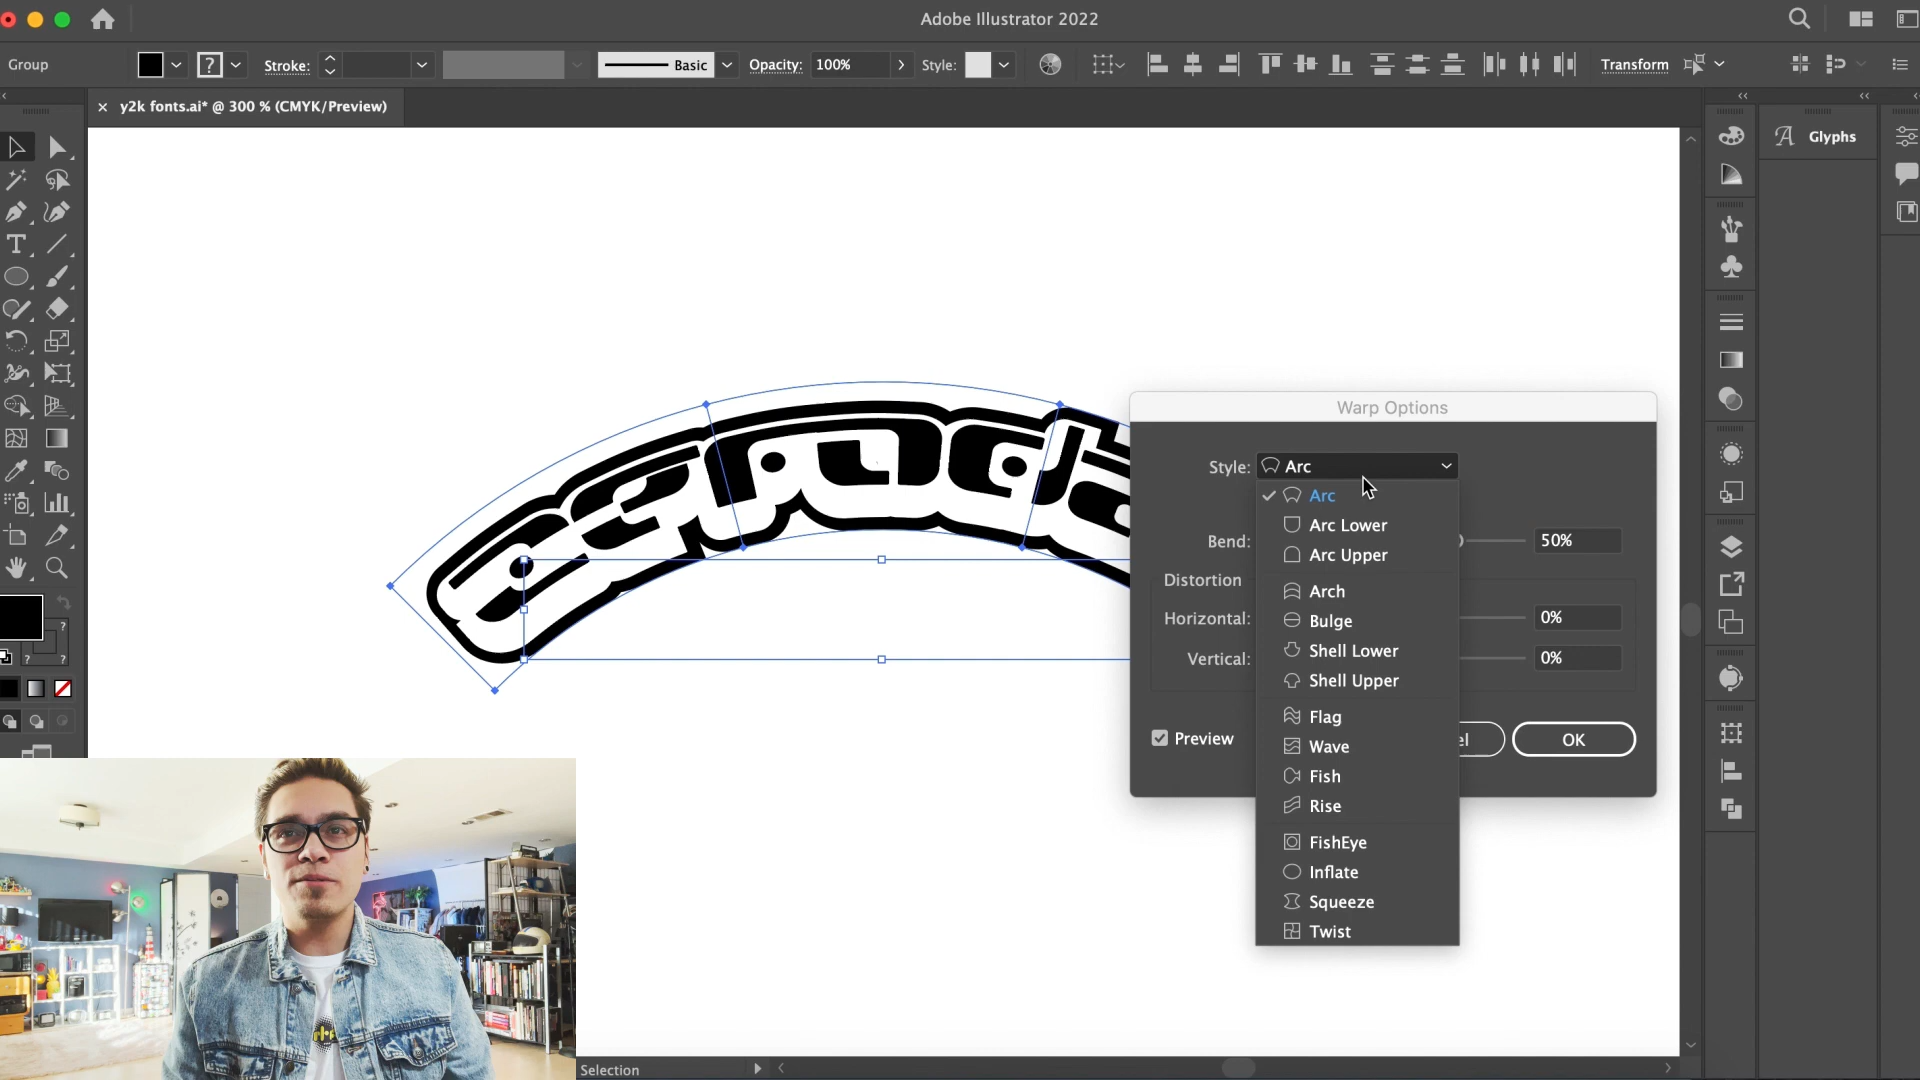 Adobe Illustrator 2022
Group
?
Stroke:
Basic
Opacity:
100%
Style:
Transform
y2k fonts.ai* @ 300 % (CMYK/Preview)
Glyphs
Warp Options
Style:
Arc
Arc
Arc Lower
Arc Upper
Arch
Bulge
Shell Lower
Shell Upper
Flag
Wave
Fish
Rise
FishEye
Inflate
Squeeze
Twist
Bend:
50%
Distortion
Horizontal:
0%
Vertical:
0%
Preview
el
OK
?
?
?
Selection